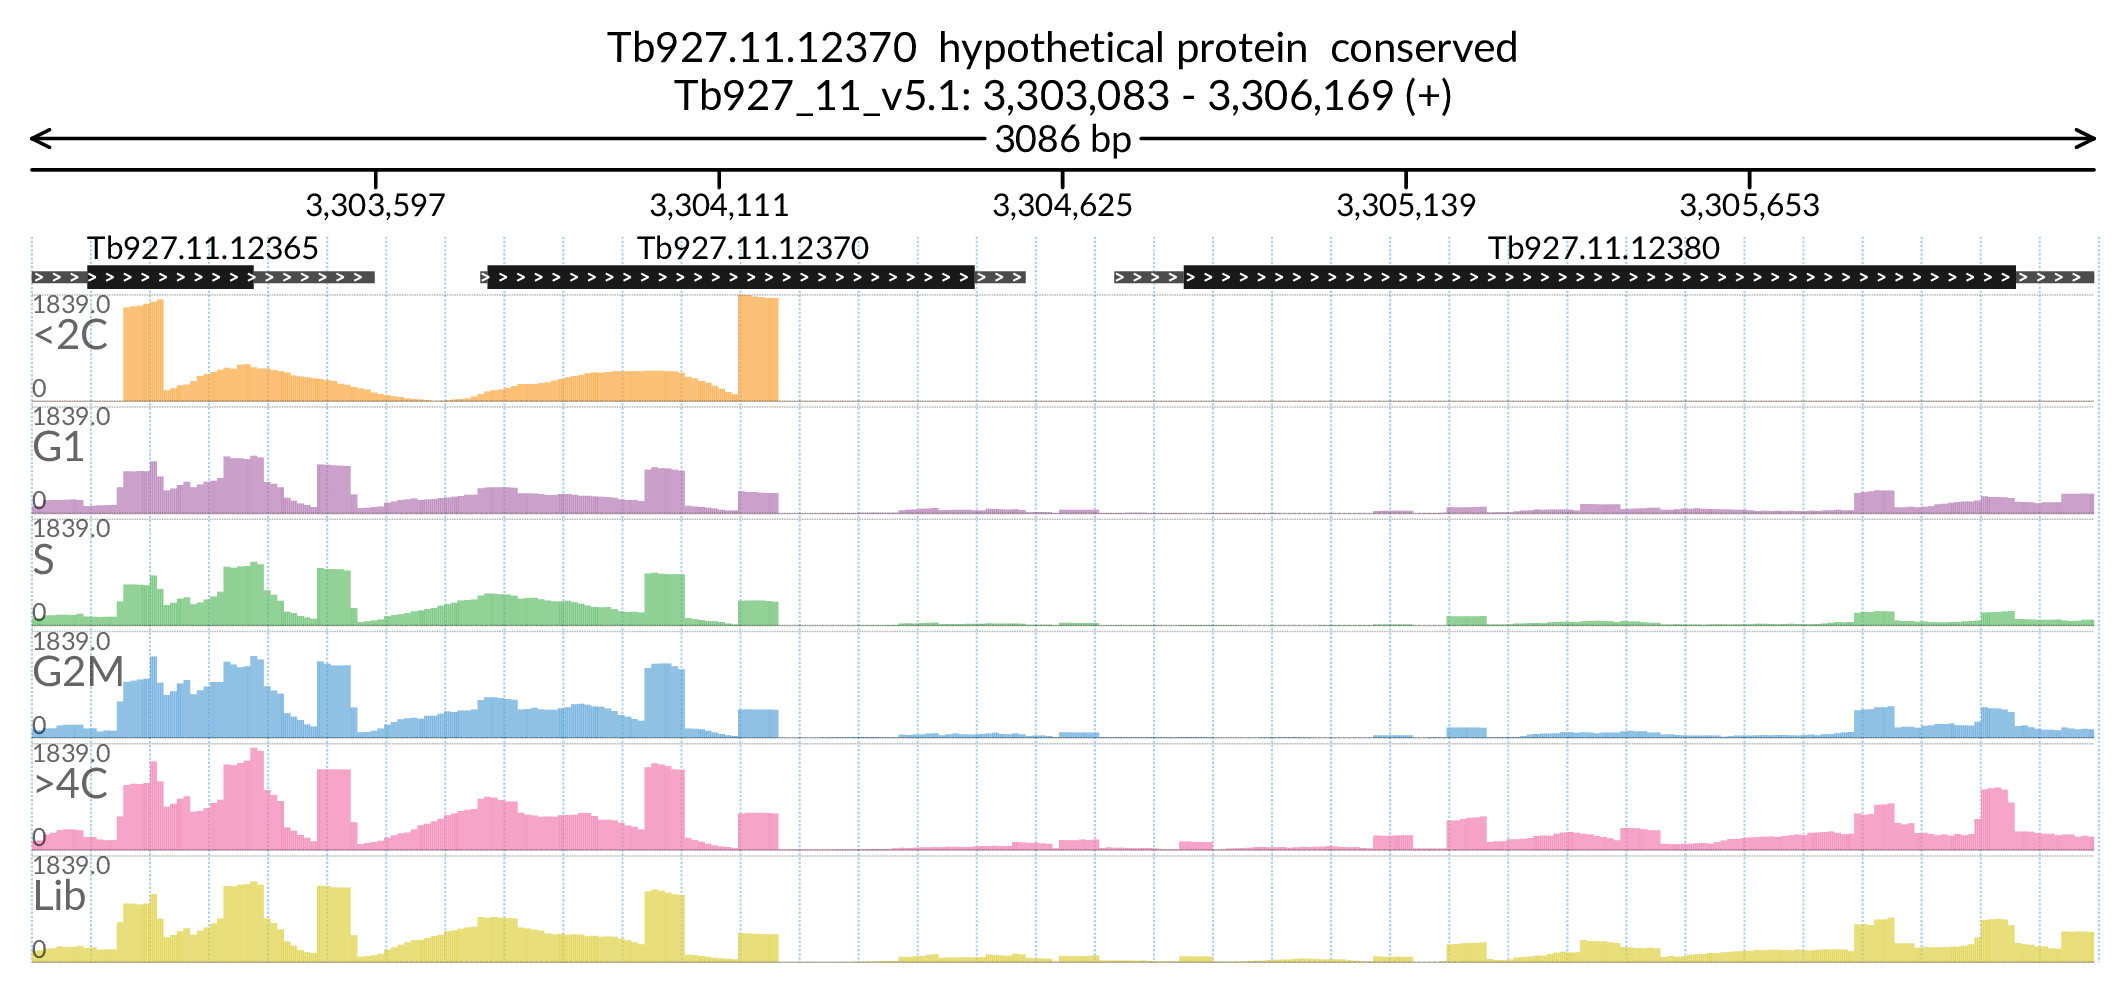 Tb927.11.12370 hypothetical protein conserved
Tb927_11_v5.1: 3,303,083 - 3,306,169 (+)
3086 bp
3,303,597 3,304,111 3,304,625 3,305,139 3,305,653
Tb927.11.12365 Tb927.11.12370 Tb927.11.12380
1839.0
<2C
0
1839.0
G1
0
1839.0
S
0
1839.0
G2M
0
1839.0
>4C
0
1839.0
Lib
0